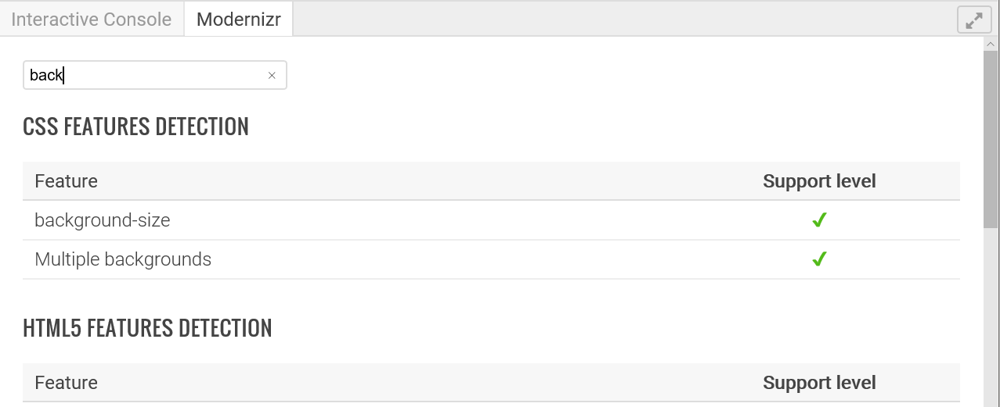 Interactive Console Modernizr
back
CSS FEATURES DETECTION
Feature Support level
background-size
Multiple backgrounds
HTML5 FEATURES DETECTION
Feature Support level